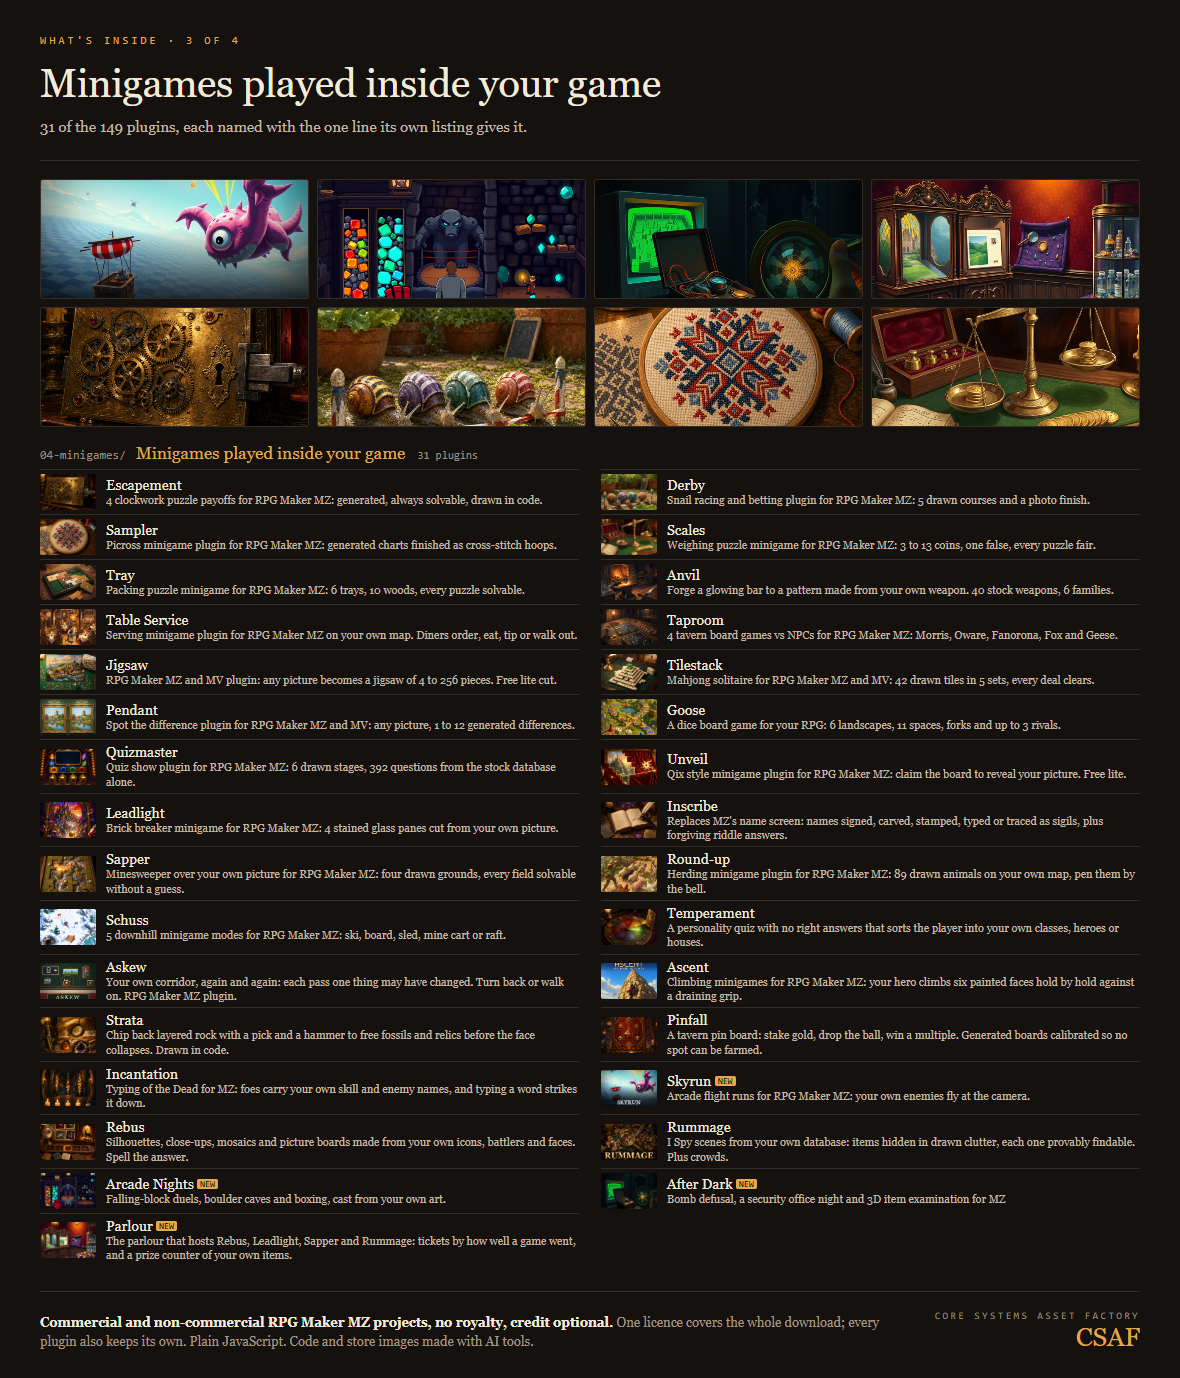 WHAT'S INSIDE · 3 OF 4
Minigames played inside your game
31 of the 149 plugins, each named with the one line its own listing gives it.
04-minigames/ Minigames played inside your game 31 plugins
Escapement
4 clockwork puzzle payoffs for RPG Maker MZ: generated, always solvable, drawn in code.
Derby
Snail racing and betting plugin for RPG Maker MZ: 5 drawn courses and a photo finish.
Sampler
Picross minigame plugin for RPG Maker MZ: generated charts finished as cross-stitch hoops.
Scales
Weighing puzzle minigame for RPG Maker MZ: 3 to 13 coins, one false, every puzzle fair.
Tray
Packing puzzle minigame for RPG Maker MZ: 6 trays, 10 woods, every puzzle solvable.
Anvil
Forge a glowing bar to a pattern made from your own weapon. 40 stock weapons, 6 families.
Table Service
Serving minigame plugin for RPG Maker MZ on your own map. Diners order, eat, tip or walk out.
Taproom
4 tavern board games vs NPCs for RPG Maker MZ: Morris, Oware, Fanorona, Fox and Geese.
Jigsaw
RPG Maker MZ and MV plugin: any picture becomes a jigsaw of 4 to 256 pieces. Free lite cut.
Tilestack
Mahjong solitaire for RPG Maker MZ and MV: 42 drawn tiles in 5 sets, every deal clears.
Pendant
Spot the difference plugin for RPG Maker MZ and MV: any picture, 1 to 12 generated differences.
Goose
A dice board game for your RPG: 6 landscapes, 11 spaces, forks and up to 3 rivals.
Quizmaster
Quiz show plugin for RPG Maker MZ: 6 drawn stages, 392 questions from the stock database
alone.
Unveil
Qix style minigame plugin for RPG Maker MZ: claim the board to reveal your picture. Free lite.
Leadlight
Brick breaker minigame for RPG Maker MZ: 4 stained glass panes cut from your own picture.
Inscribe
Replaces MZ's name screen: names signed, carved, stamped, typed or traced as sigils, plus
forgiving riddle answers.
Sapper
Minesweeper over your own picture for RPG Maker MZ: four drawn grounds, every field solvable
without a guess.
Round-up
Herding minigame plugin for RPG Maker MZ: 89 drawn animals on your own map, pen them by
the bell.
Schuss
5 downhill minigame modes for RPG Maker MZ: ski, board, sled, mine cart or raft.
Temperament
A personality quiz with no right answers that sorts the player into your own classes, heroes or
houses.
ASKEW
Askew
Your own corridor, again and again: each pass one thing may have changed. Turn back or walk
on. RPG Maker MZ plugin.
ASCENT
Ascent
Climbing minigames for RPG Maker MZ: your hero climbs six painted faces hold by hold against
a draining grip.
Strata
Chip back layered rock with a pick and a hammer to free fossils and relics before the face
collapses. Drawn in code.
Pinfall
A tavern pin board: stake gold, drop the ball, win a multiple. Generated boards calibrated so no
spot can be farmed.
Incantation
Typing of the Dead for MZ: foes carry your own skill and enemy names, and typing a word strikes
it down.
SKYRUN
Skyrun NEW
Arcade flight runs for RPG Maker MZ: your own enemies fly at the camera.
Rebus
Silhouettes, close-ups, mosaics and picture boards made from your own icons, battlers and faces.
Spell the answer.
RUMMAGE
Rummage
I Spy scenes from your own database: items hidden in drawn clutter, each one provably findable.
Plus crowds.
Arcade Nights NEW
Falling-block duels, boulder caves and boxing, cast from your own art.
After Dark NEW
Bomb defusal, a security office night and 3D item examination for MZ
Parlour NEW
The parlour that hosts Rebus, Leadlight, Sapper and Rummage: tickets by how well a game went,
and a prize counter of your own items.
Commercial and non-commercial RPG Maker MZ projects, no royalty, credit optional. One licence covers the whole download; every
plugin also keeps its own. Plain JavaScript. Code and store images made with AI tools.
CORE SYSTEMS ASSET FACTORY
CSAF